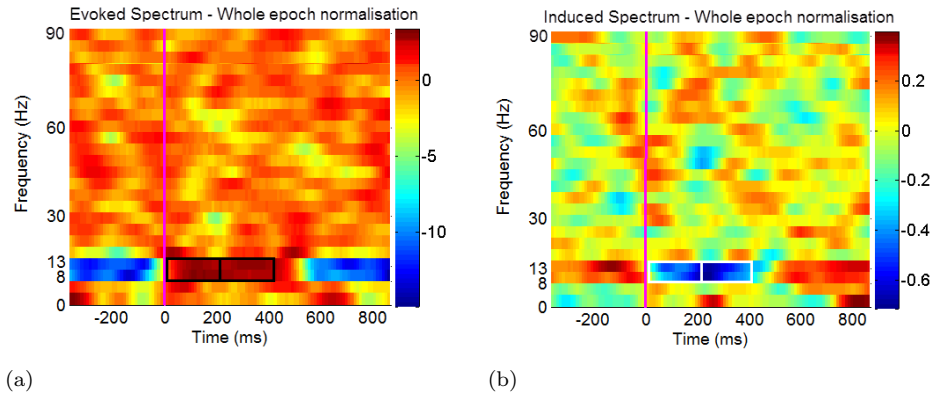 Evoked Spectrum - Whole epoch normalisation
90
60
30
13
8
0
Frequency (Hz)
-200 0 200 400 600 800
Time (ms)
0
-5
-10
(a)
Induced Spectrum - Whole epoch normalisation
90
60
30
13
8
0
Frequency (Hz)
-200 0 200 400 600 800
Time (ms)
0.2
0
-0.2
-0.4
-0.6
(b)